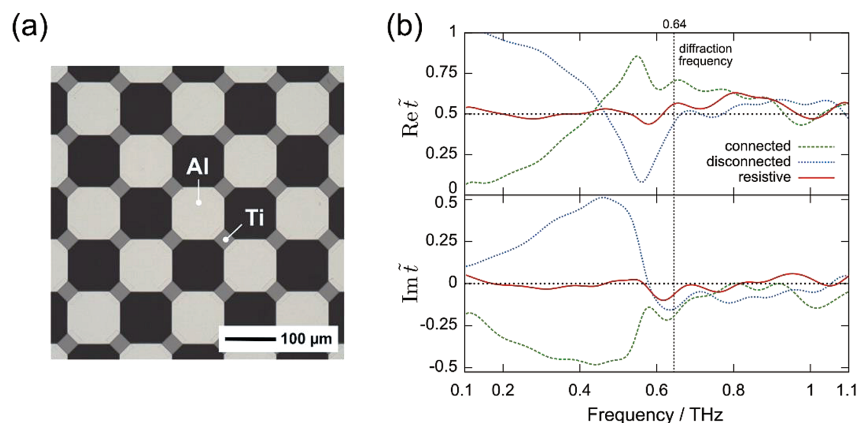 (a)
Al
Ti
100 μm
(b)
0.64
diffraction
frequency
1
0.75
0.5
0.25
0
Re t̃
connected
disconnected
resistive
0.5
0.25
0
-0.25
-0.5
Im t̃
0.1 0.2 0.4 0.6 0.8 1 1.1
Frequency / THz